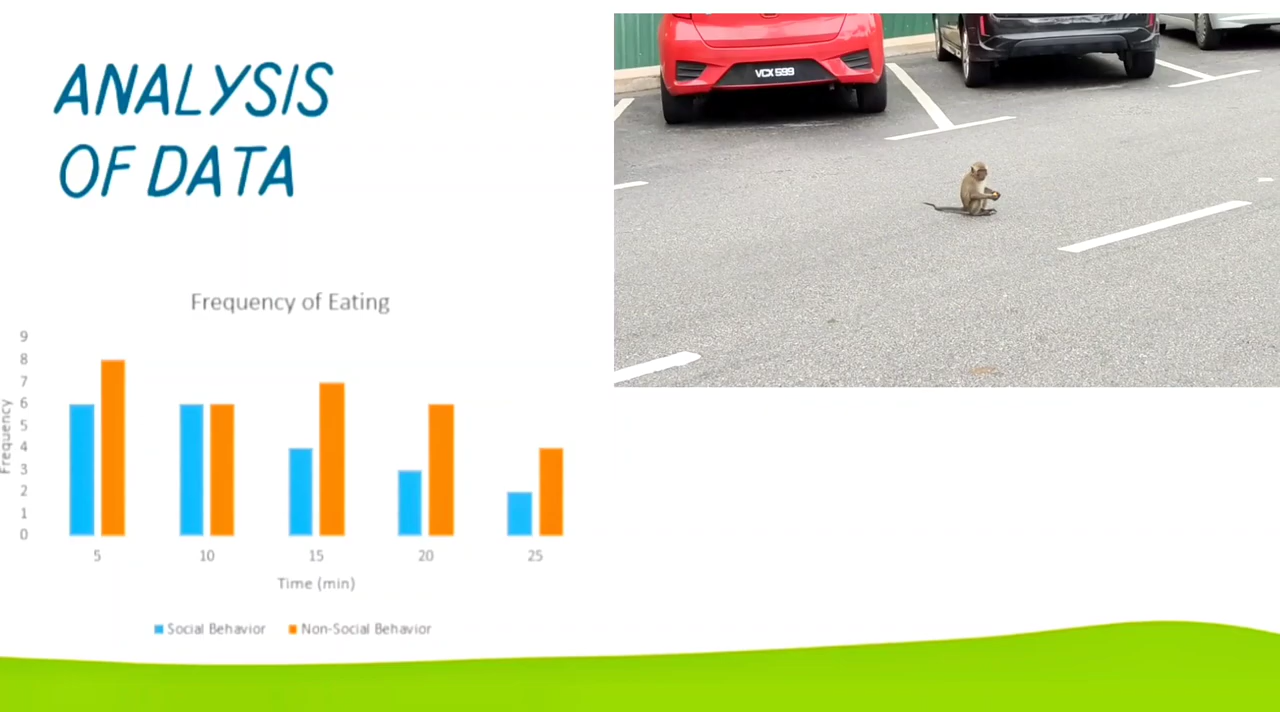 ANALYSIS
OF DATA
VCX 599
Frequency of Eating
9
8
7
6
5
4
3
2
1
0
Frequency
5 10 15 20 25
Time (min)
Social Behavior Non-Social Behavior